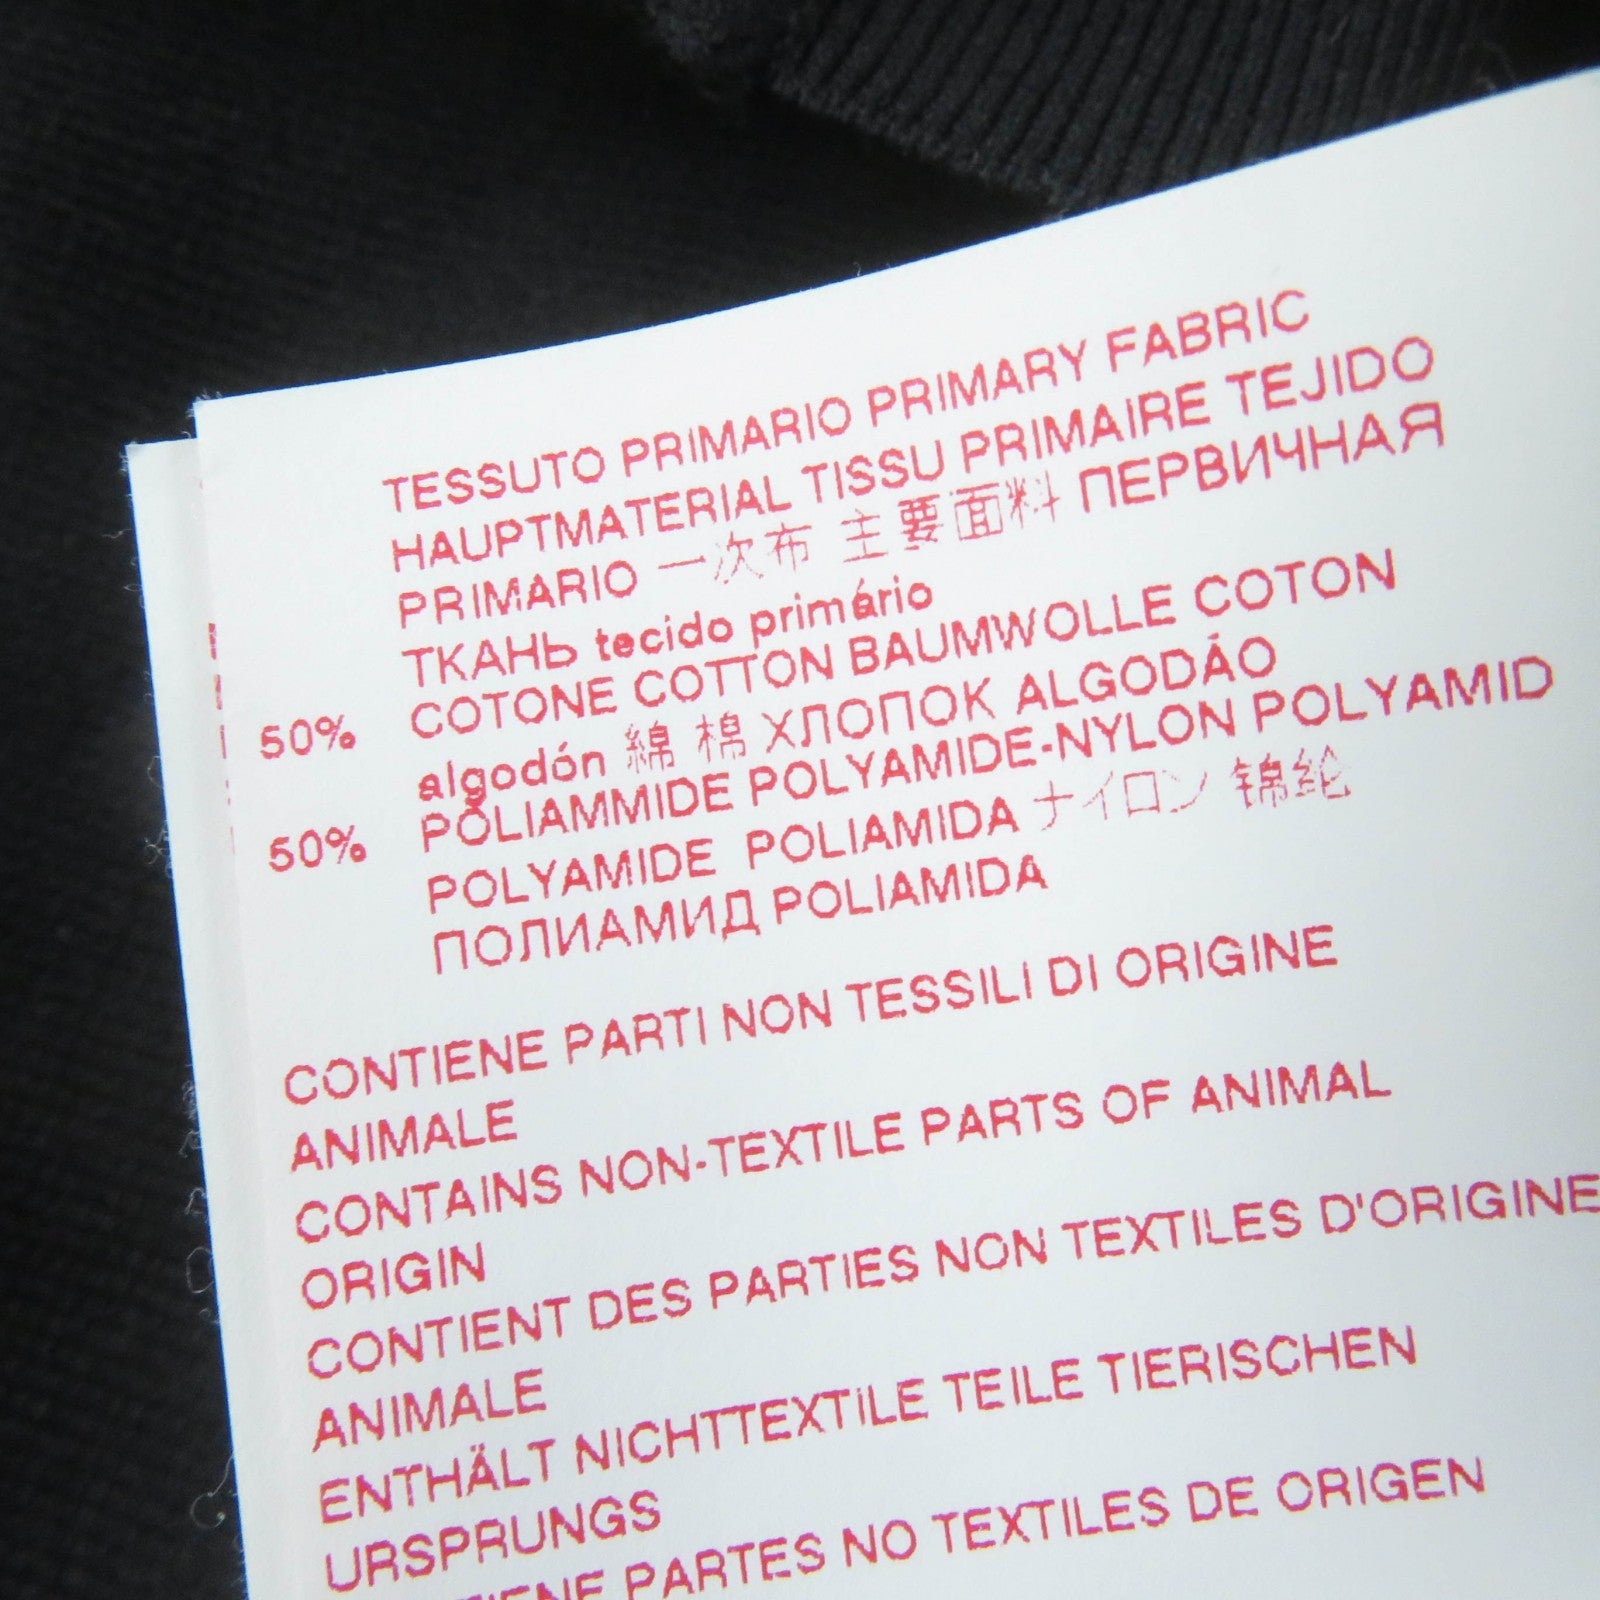 TESSUTO PRIMARIO PRIMARY FABRIC
HAUPTMATERIAL TISSU PRIMAIRE TEJIDO
PRIMARIO 一次布 主要面料 ПЕРВИЧНАЯ
ТКАНЬ tecido primário
50% COTONE COTTON BAUMWOLLE COTON
algodón 綿 棉 ХЛОПОК ALGODÃO
50% POLIAMMIDE POLYAMIDE-NYLON POLYAMID
POLYAMIDE POLIAMIDA ナイロン 锦纶
ПОЛИАМИД POLIAMIDA
CONTIENE PARTI NON TESSILI DI ORIGINE
ANIMALE
CONTAINS NON-TEXTILE PARTS OF ANIMAL
ORIGIN
CONTIENT DES PARTIES NON TEXTILES D'ORIGINE
ANIMALE
ENTHÄLT NICHTTEXTILE TEILE TIERISCHEN
URSPRUNGS
PARTES NO TEXTILES DE ORIGEN